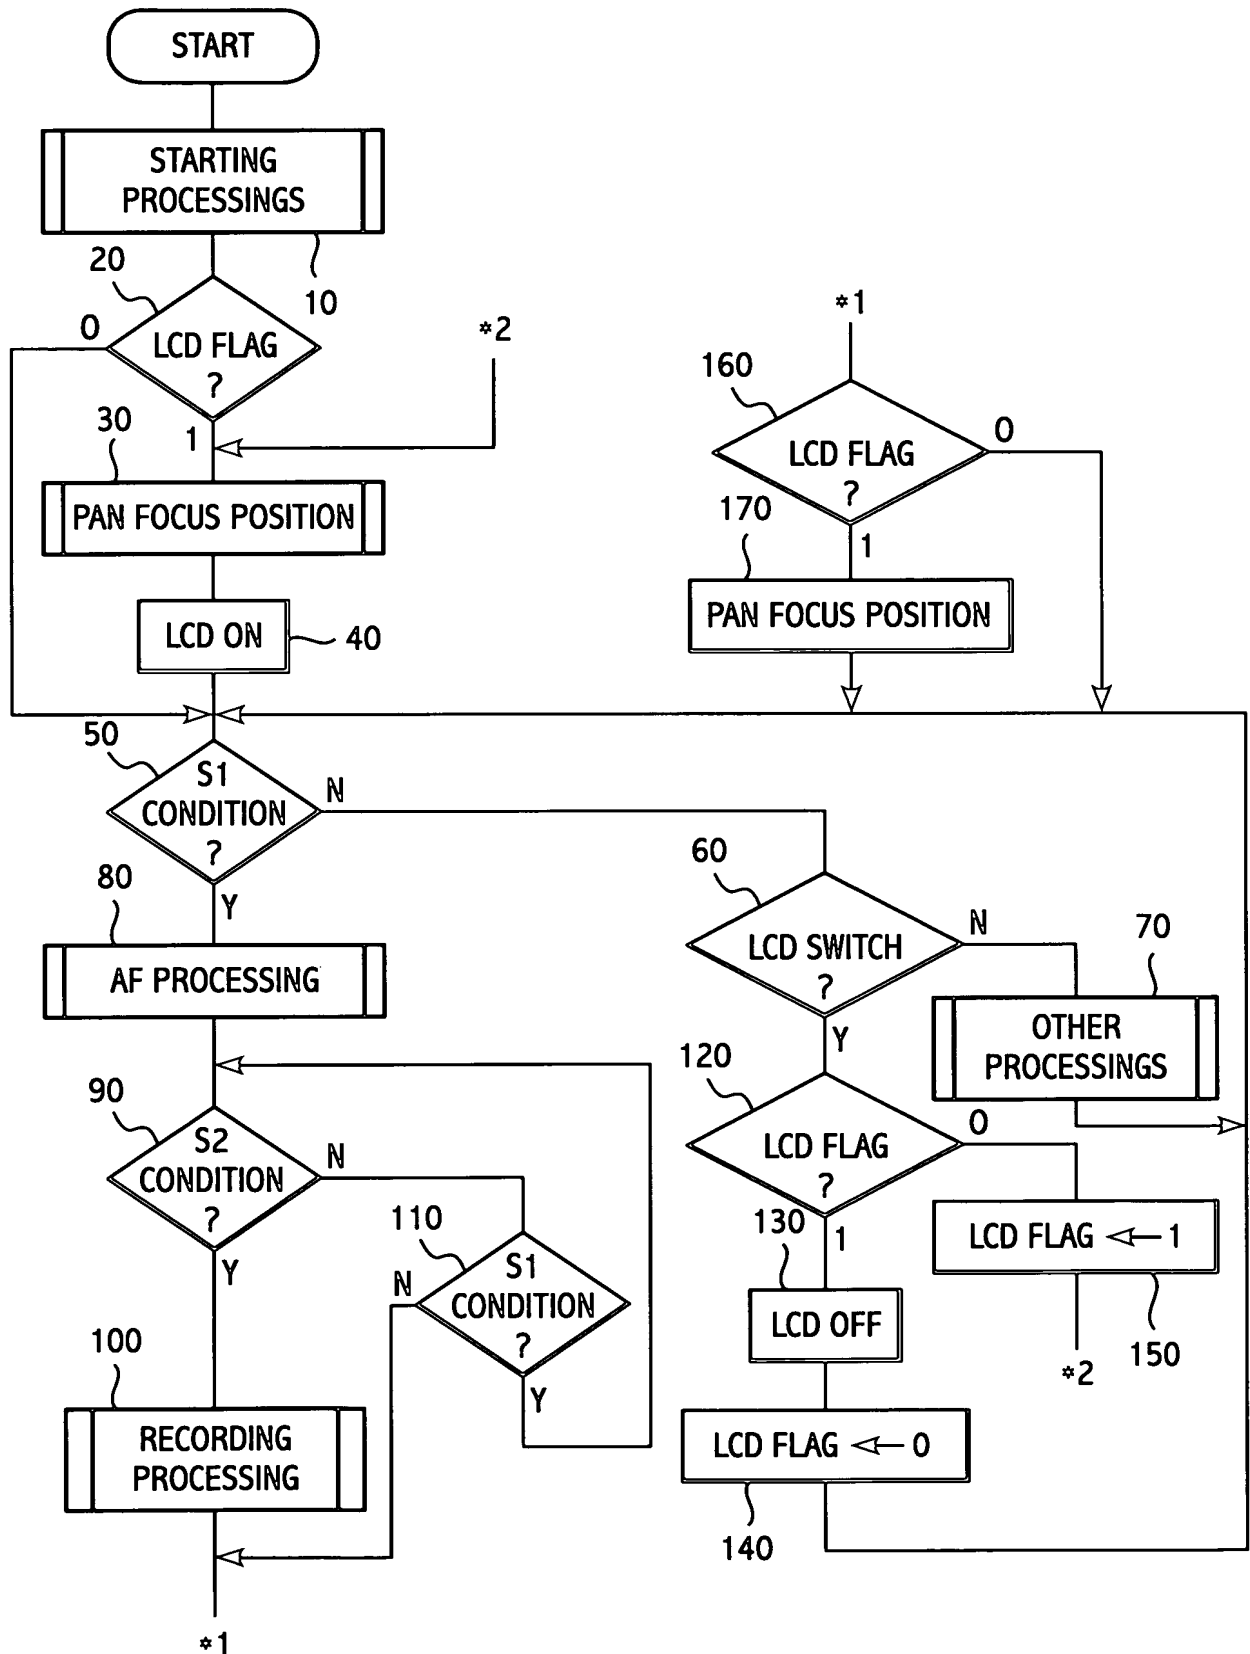 START
STARTING
PROCESSINGS
10
20
0
LCD FLAG
?
1
*2
30
PAN FOCUS POSITION
LCD ON
40
*1
160
LCD FLAG
?
0
1
170
PAN FOCUS POSITION
50
S1
CONDITION
?
N
Y
60
LCD SWITCH
?
N
Y
70
OTHER
PROCESSINGS
80
AF PROCESSING
90
S2
CONDITION
?
N
Y
110
S1
CONDITION
?
N
Y
100
RECORDING
PROCESSING
*1
120
LCD FLAG
?
0
1
130
LCD OFF
LCD FLAG ← 1
150
*2
LCD FLAG ← 0
140